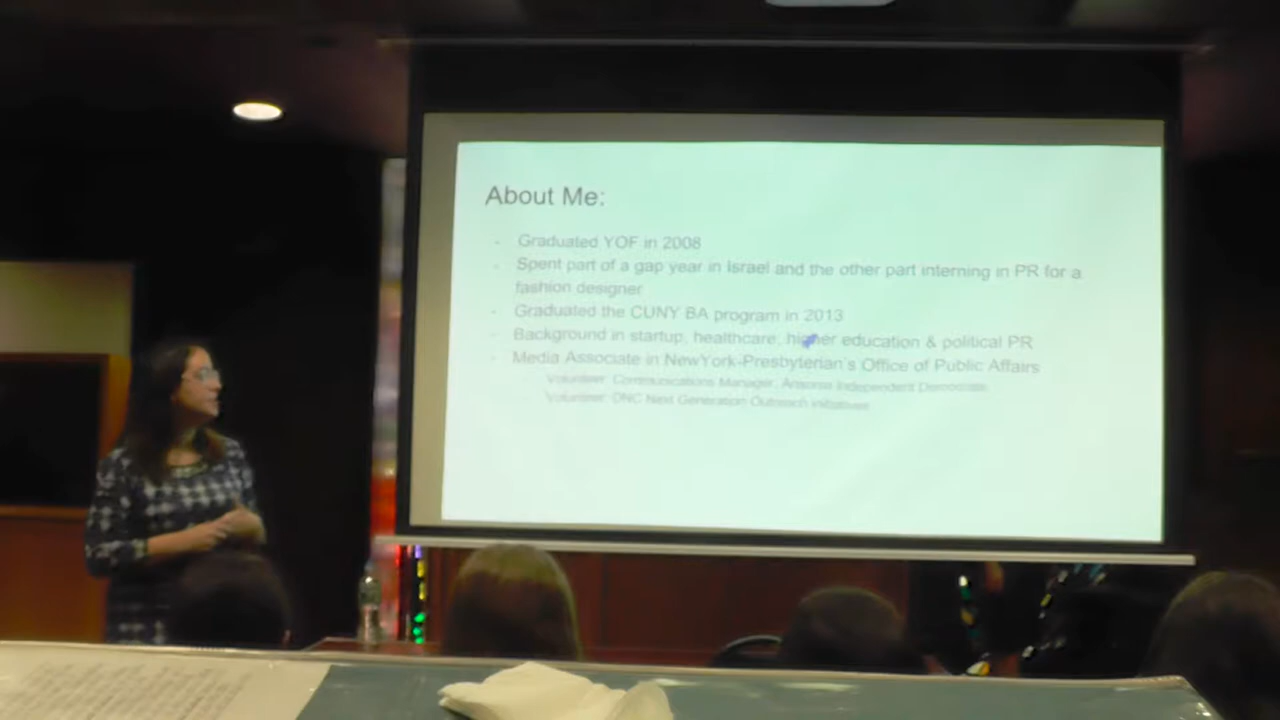 About Me:
- Graduated YOF in 2008
- Spent part of a gap year in Israel and the other part interning in PR for a
fashion designer
- Graduated the CUNY BA program in 2013
- Background in startup, healthcare, higher education & political PR
- Media Associate in NewYork-Presbyterian's Office of Public Affairs
Volunteer: Communications Manager, Independent Democrats
Volunteer: DNC Next Generation Outreach Initiatives